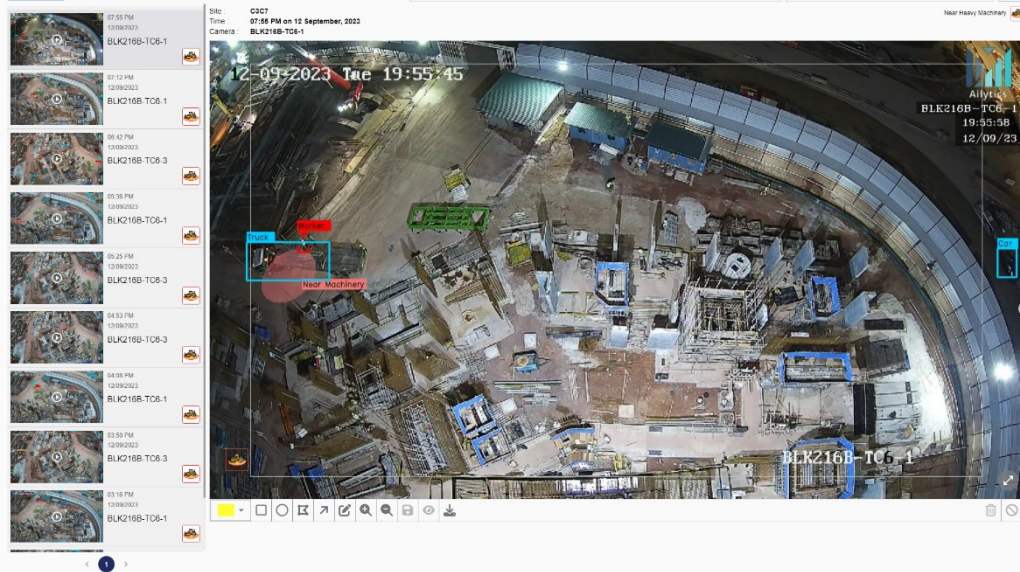 Site : C3C7
Time 07:55 PM on 12 September, 2023
Camera : BLK216B-TC6-1
Near Heavy Machinery
07:55 PM
12/09/2023
BLK216B-TC6-1
07:12 PM
12/09/2023
BLK216B-TC6-1
06:42 PM
12/09/2023
BLK216B-TC6-3
05:38 PM
12/09/2023
BLK216B-TC6-1
05:25 PM
12/09/2023
BLK216B-TC6-3
04:53 PM
12/09/2023
BLK216B-TC6-3
04:08 PM
12/09/2023
BLK216B-TC6-1
03:59 PM
12/09/2023
BLK216B-TC6-3
03:16 PM
12/09/2023
BLK216B-TC6-1
1
12-09-2023 Tue 19:55:45
Ailytics
BLK216B-TC6-1
19:55:58
12/09/23
Worker
Truck
Near Machinery
Car
BLK216B-TC6-1